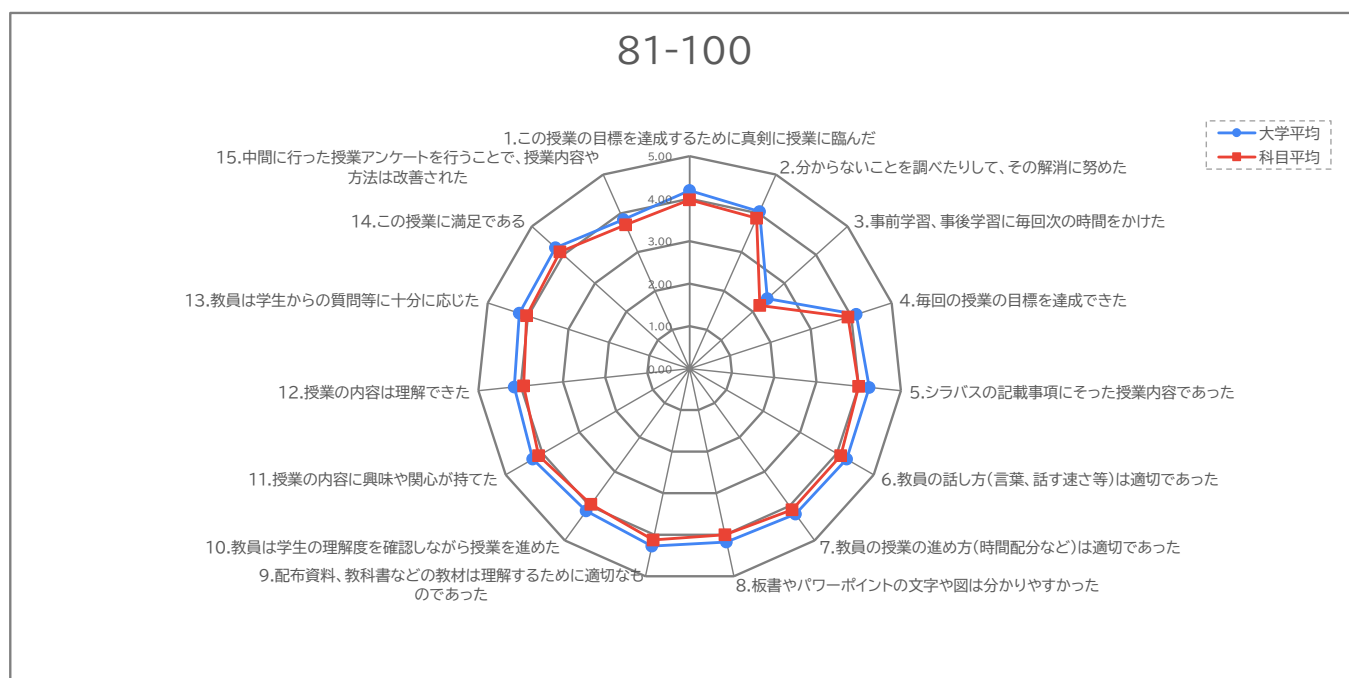 81-100
大学平均
科目平均
1.この授業の目標を達成するために真剣に授業に臨んだ
2.分からないことを調べたりして、その解消に努めた
3.事前学習、事後学習に毎回次の時間をかけた
4.毎回の授業の目標を達成できた
5.シラバスの記載事項にそった授業内容であった
6.教員の話し方(言葉、話す速さ等)は適切であった
7.教員の授業の進め方(時間配分など)は適切であった
8.板書やパワーポイントの文字や図は分かりやすかった
9.配布資料、教科書などの教材は理解するために適切なも
のであった
10.教員は学生の理解度を確認しながら授業を進めた
11.授業の内容に興味や関心が持てた
12.授業の内容は理解できた
13.教員は学生からの質問等に十分に応じた
14.この授業に満足である
15.中間に行った授業アンケートを行うことで、授業内容や
方法は改善された
5.00
4.00
3.00
2.00
1.00
0.00